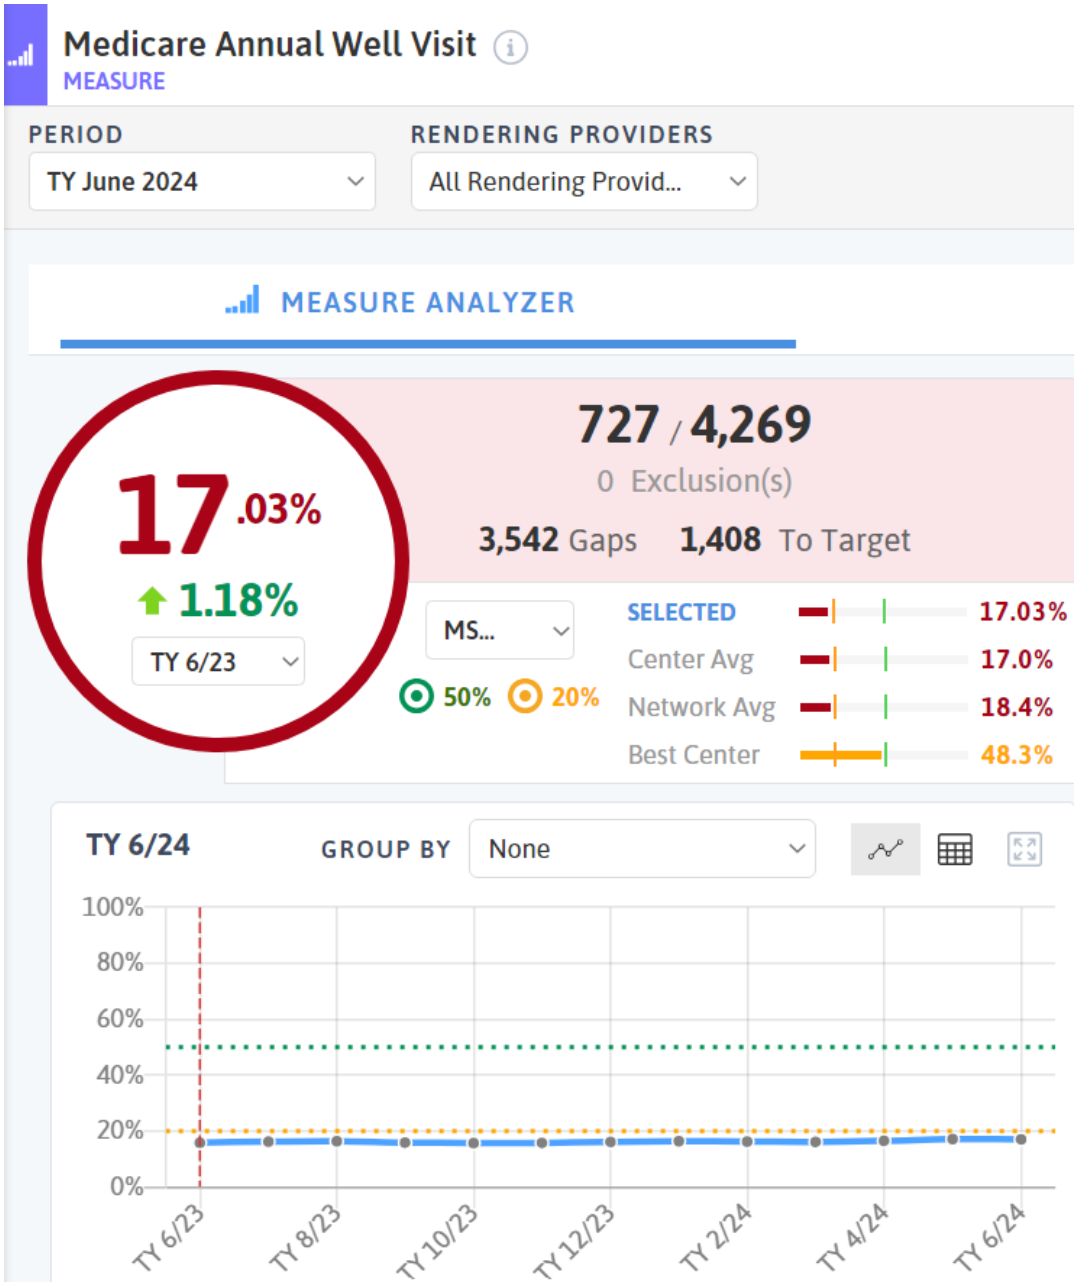 Medicare Annual Well Visit i
MEASURE
PERIOD
RENDERING PROVIDERS
TY June 2024
All Rendering Provid...
MEASURE ANALYZER
727 / 4,269
0 Exclusion(s)
3,542 Gaps 1,408 To Target
17.03%
1.18%
TY 6/23
MS...
50% 20%
SELECTED 17.03%
Center Avg 17.0%
Network Avg 18.4%
Best Center 48.3%
TY 6/24
GROUP BY None
100%
80%
60%
40%
20%
0%
TY 6/23 TY 8/23 TY 10/23 TY 12/23 TY 2/24 TY 4/24 TY 6/24